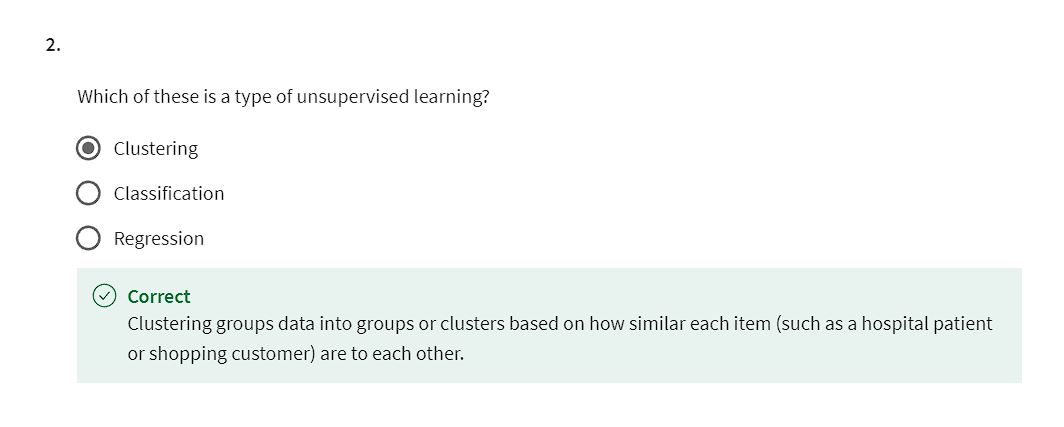 2.
Which of these is a type of unsupervised learning?
Clustering
Classification
Regression
Correct
Clustering groups data into groups or clusters based on how similar each item (such as a hospital patient
or shopping customer) are to each other.